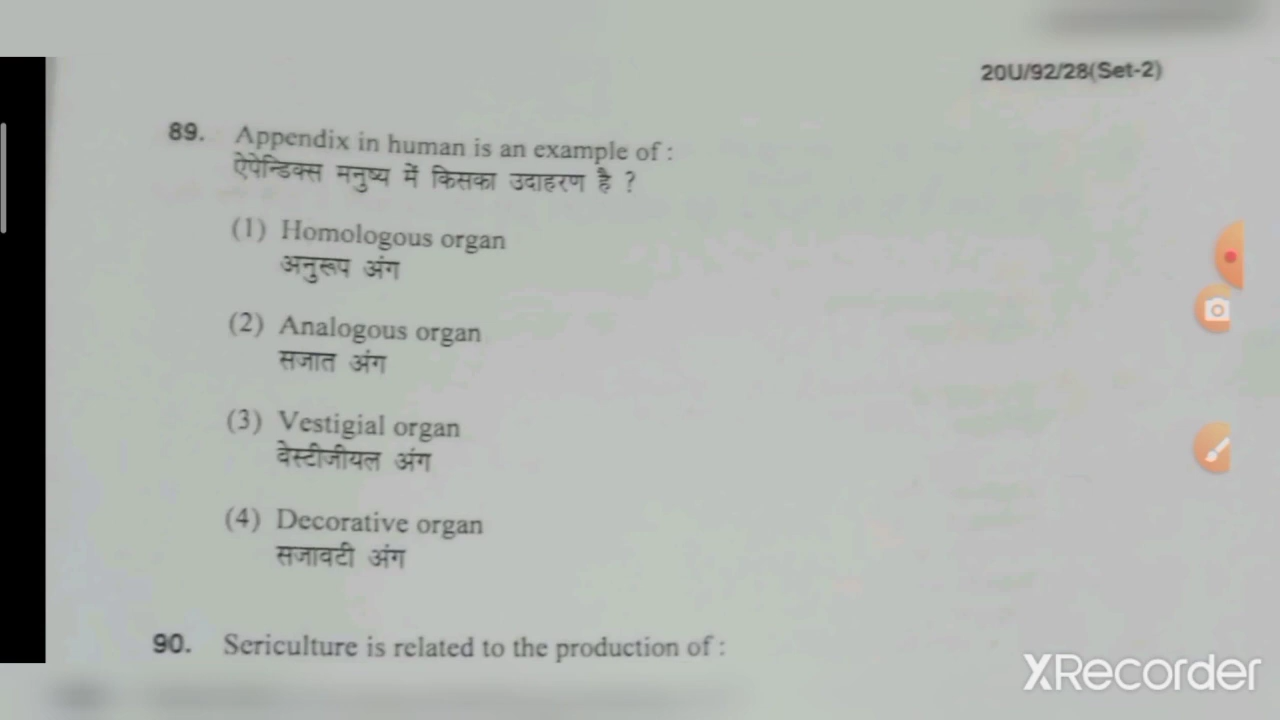 20U/92/28(Set-2)
89. Appendix in human is an example of :
ऐपेन्डिक्स मनुष्य में किसका उदाहरण है ?
(1) Homologous organ
अनुरूप अंग
(2) Analogous organ
सजात अंग
(3) Vestigial organ
वेस्टीजीयल अंग
(4) Decorative organ
सजावटी अंग
90. Sericulture is related to the production of :
XRecorder